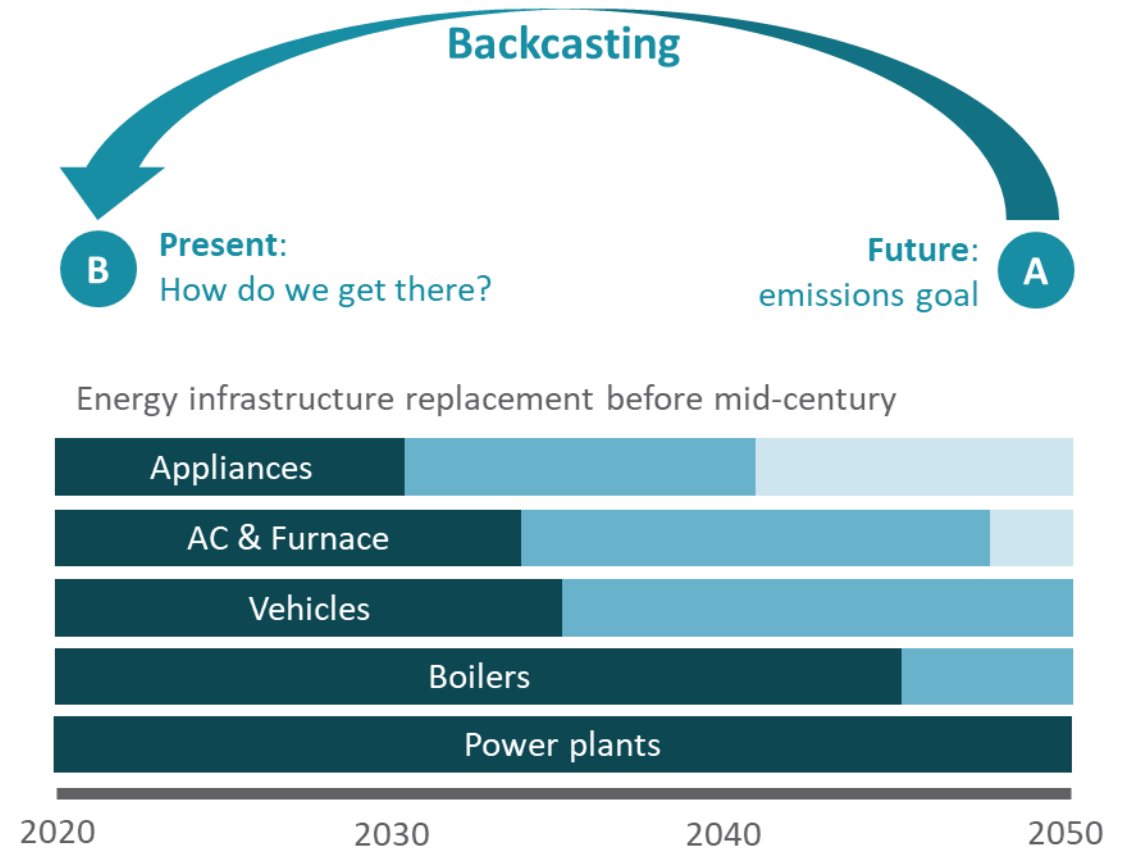 Backcasting
B
Present:
How do we get there?
Future:
emissions goal
A
Energy infrastructure replacement before mid-century
Appliances
AC & Furnace
Vehicles
Boilers
Power plants
2020
2030
2040
2050